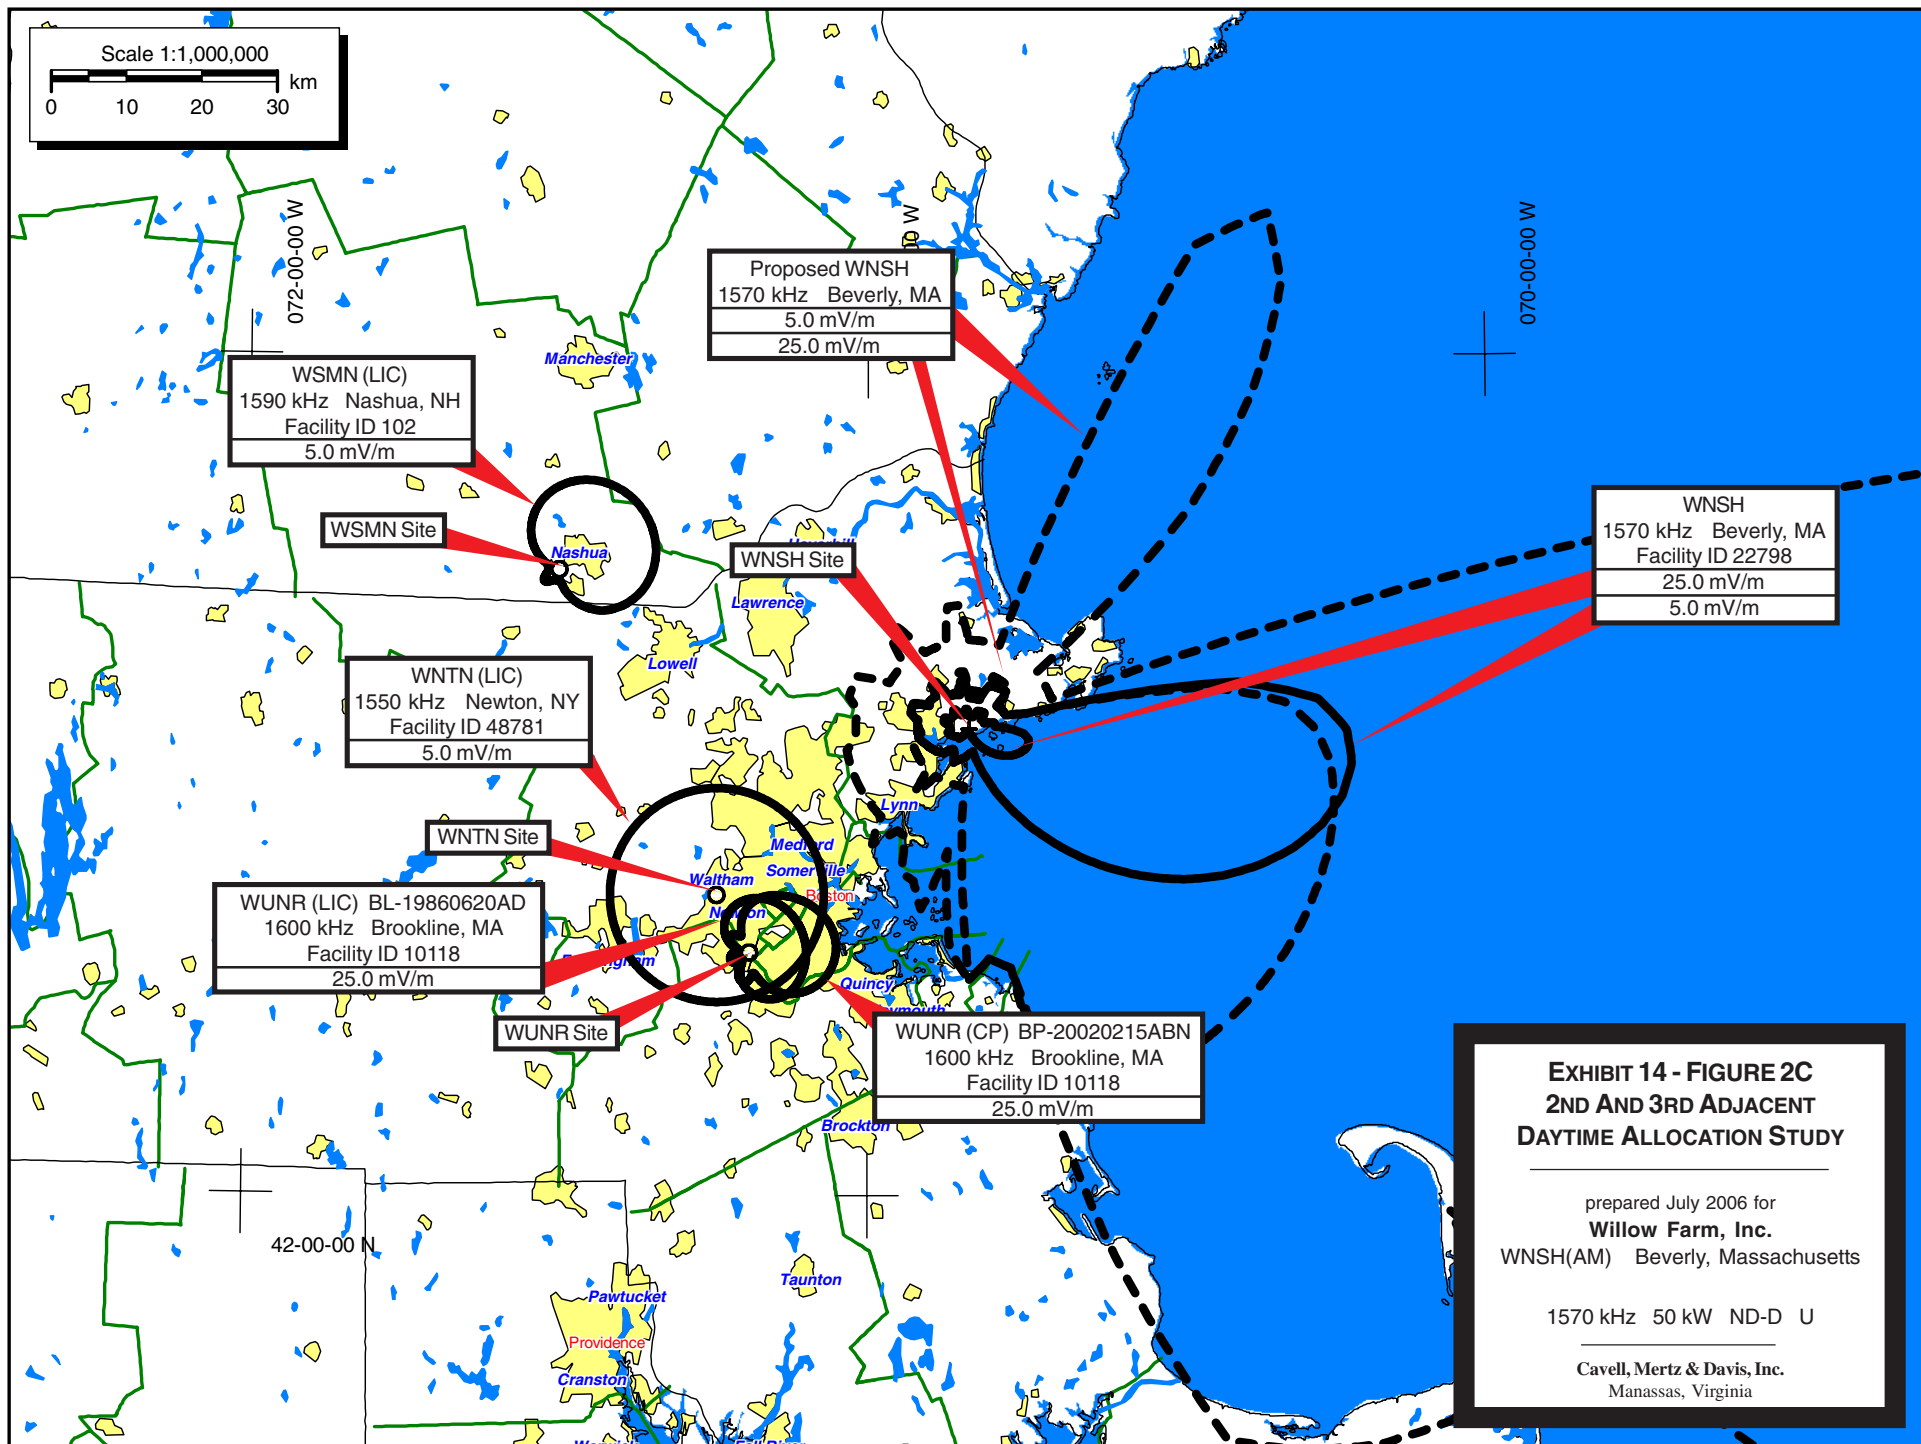 Scale 1:1,000,000
km
0 10 20 30
072-00-00 W
00 W
070-00-00 W
Proposed WNSH
1570 kHz Beverly, MA
5.0 mV/m
25.0 mV/m
Manchester
WSMN (LIC)
1590 kHz Nashua, NH
Facility ID 102
5.0 mV/m
WSMN Site
Nashua
WNSH Site
WNSH
1570 kHz Beverly, MA
Facility ID 22798
25.0 mV/m
5.0 mV/m
Lawrence
Lowell
WNTN (LIC)
1550 kHz Newton, NY
Facility ID 48781
5.0 mV/m
Lynn
WNTN Site
Medford
Somerville
Waltham
Boston
Newton
WUNR (LIC) BL-19860620AD
1600 kHz Brookline, MA
Facility ID 10118
25.0 mV/m
Quincy
WUNR Site
WUNR (CP) BP-20020215ABN
1600 kHz Brookline, MA
Facility ID 10118
25.0 mV/m
Brockton
42-00-00 N
Taunton
Pawtucket
Providence
Cranston
EXHIBIT 14 - FIGURE 2C
2ND AND 3RD ADJACENT
DAYTIME ALLOCATION STUDY
prepared July 2006 for
Willow Farm, Inc.
WNSH(AM) Beverly, Massachusetts
1570 kHz 50 kW ND-D U
Cavell, Mertz & Davis, Inc.
Manassas, Virginia